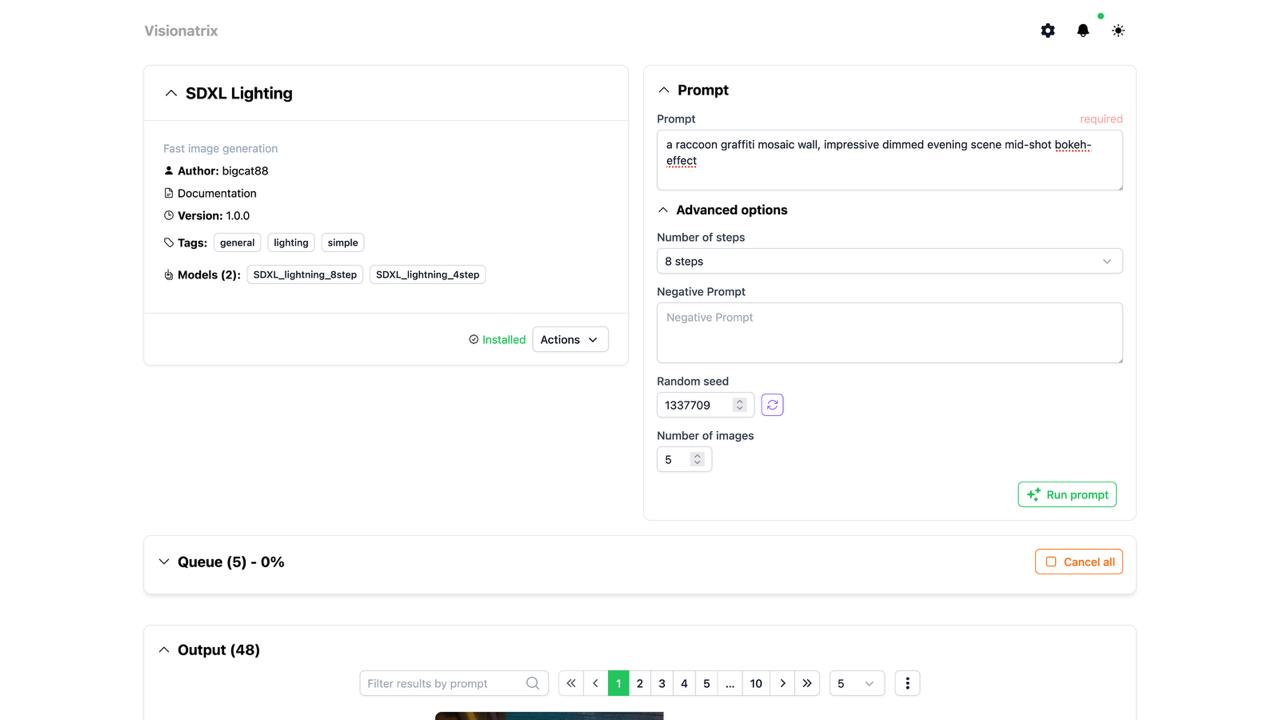 Visionatrix
SDXL Lighting
Fast image generation
Author: bigcat88
Documentation
Version: 1.0.0
Tags: general lighting simple
Models (2): SDXL_lightning_8step SDXL_lightning_4step
Installed Actions
Prompt
Prompt required
a raccoon graffiti mosaic wall, impressive dimmed evening scene mid-shot bokeh-
effect
Advanced options
Number of steps
8 steps
Negative Prompt
Negative Prompt
Random seed
1337709
Number of images
5
Run prompt
Queue (5) - 0% Cancel all
Output (48)
Filter results by prompt 1 2 3 4 5 ... 10 5